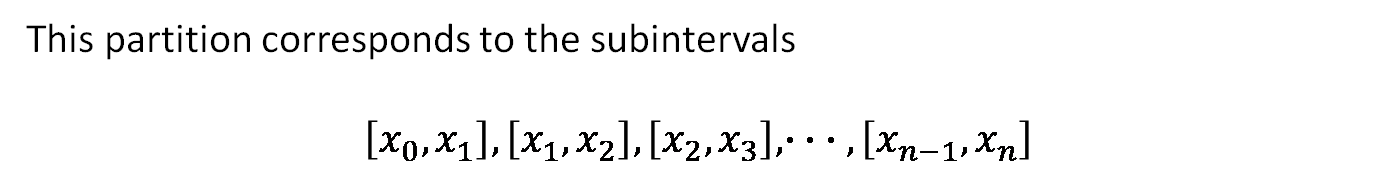 This partition corresponds to the subintervals
[x₀, x₁], [x₁, x₂], [x₂, x₃],· · · , [xₙ₋₁, xₙ]